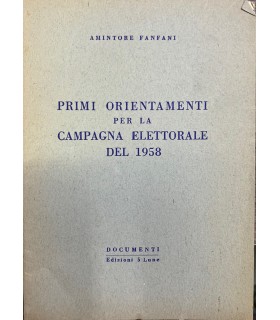 AMINTORE FANFANI
PRIMI ORIENTAMENTI
PER LA
CAMPAGNA ELETTORALE
DEL 1958
DOCUMENTI
Edizioni 5 Lune